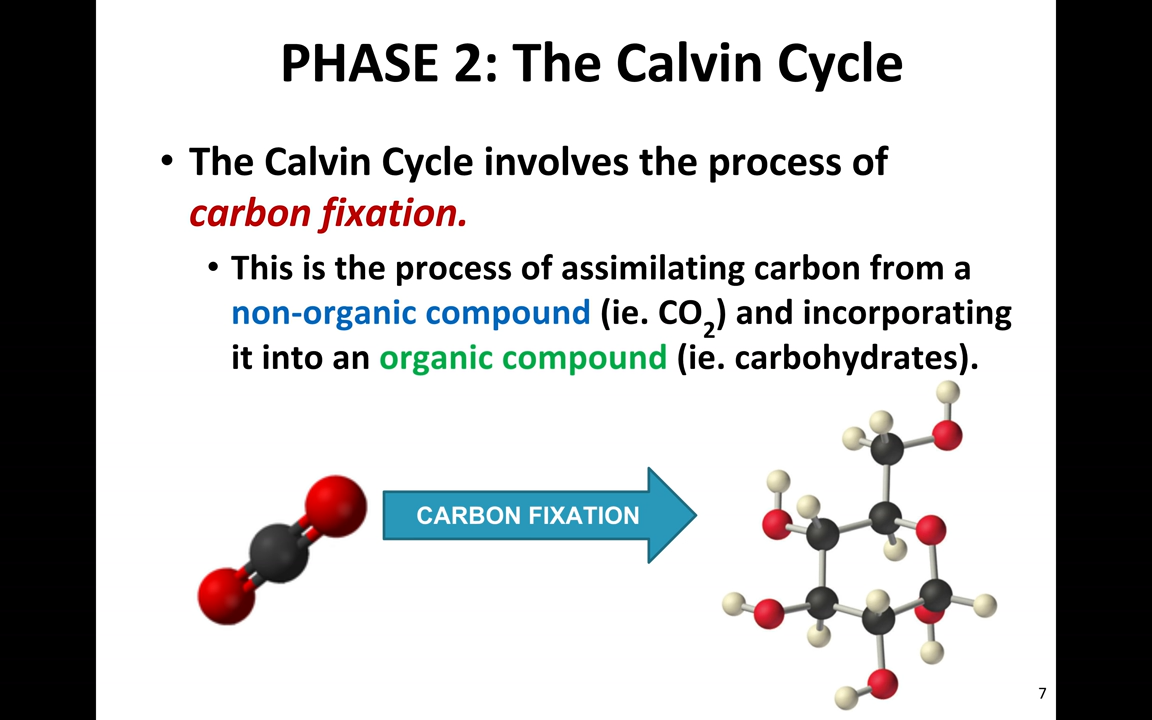 PHASE 2: The Calvin Cycle
• The Calvin Cycle involves the process of
carbon fixation.
• This is the process of assimilating carbon from a
non-organic compound (ie. CO2) and incorporating
it into an organic compound (ie. carbohydrates).
CARBON FIXATION
7